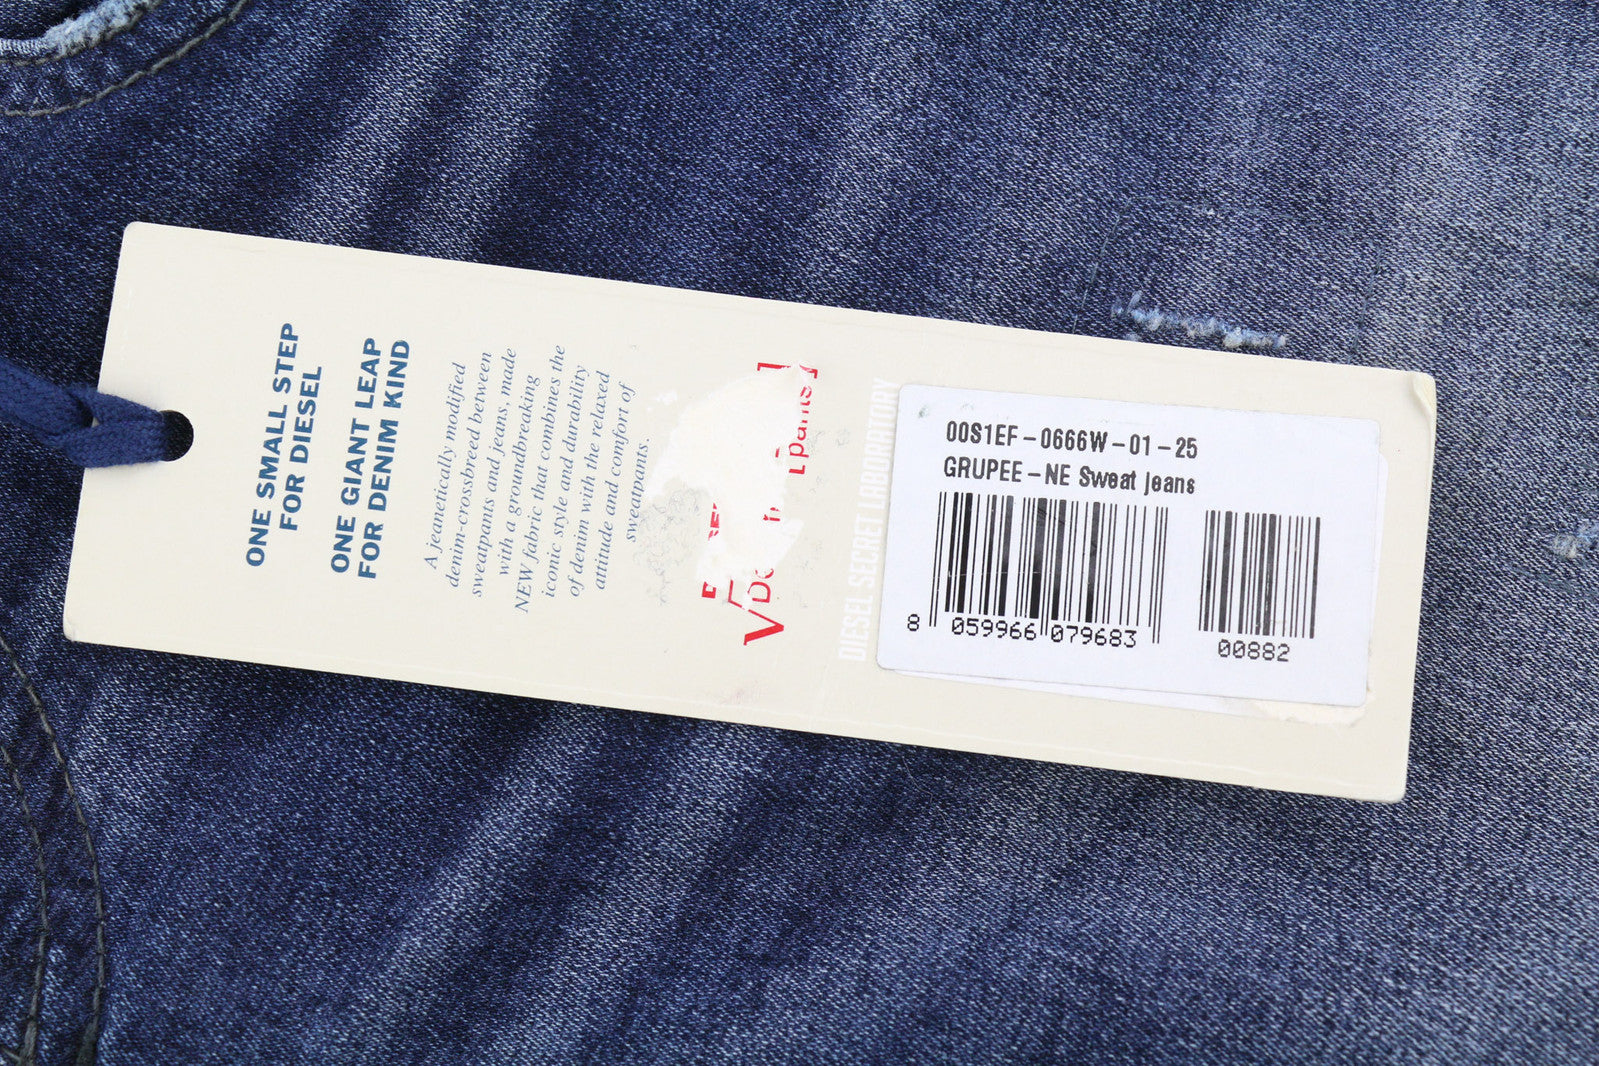 ONE SMALL STEP
FOR DIESEL
ONE GIANT LEAP
FOR DENIM KIND
A jeanetically modified
denim-crossbreed between
sweatpants and jeans, made
with a groundbreaking
NEW fabric that combines the
iconic style and durability
of denim with the relaxed
attitude and comfort of
sweatpants.
DIESEL SECRET LABORATORY
00S1EF-0666W-01-25
GRUPEE-NE Sweat jeans
8 059966 079683
00882